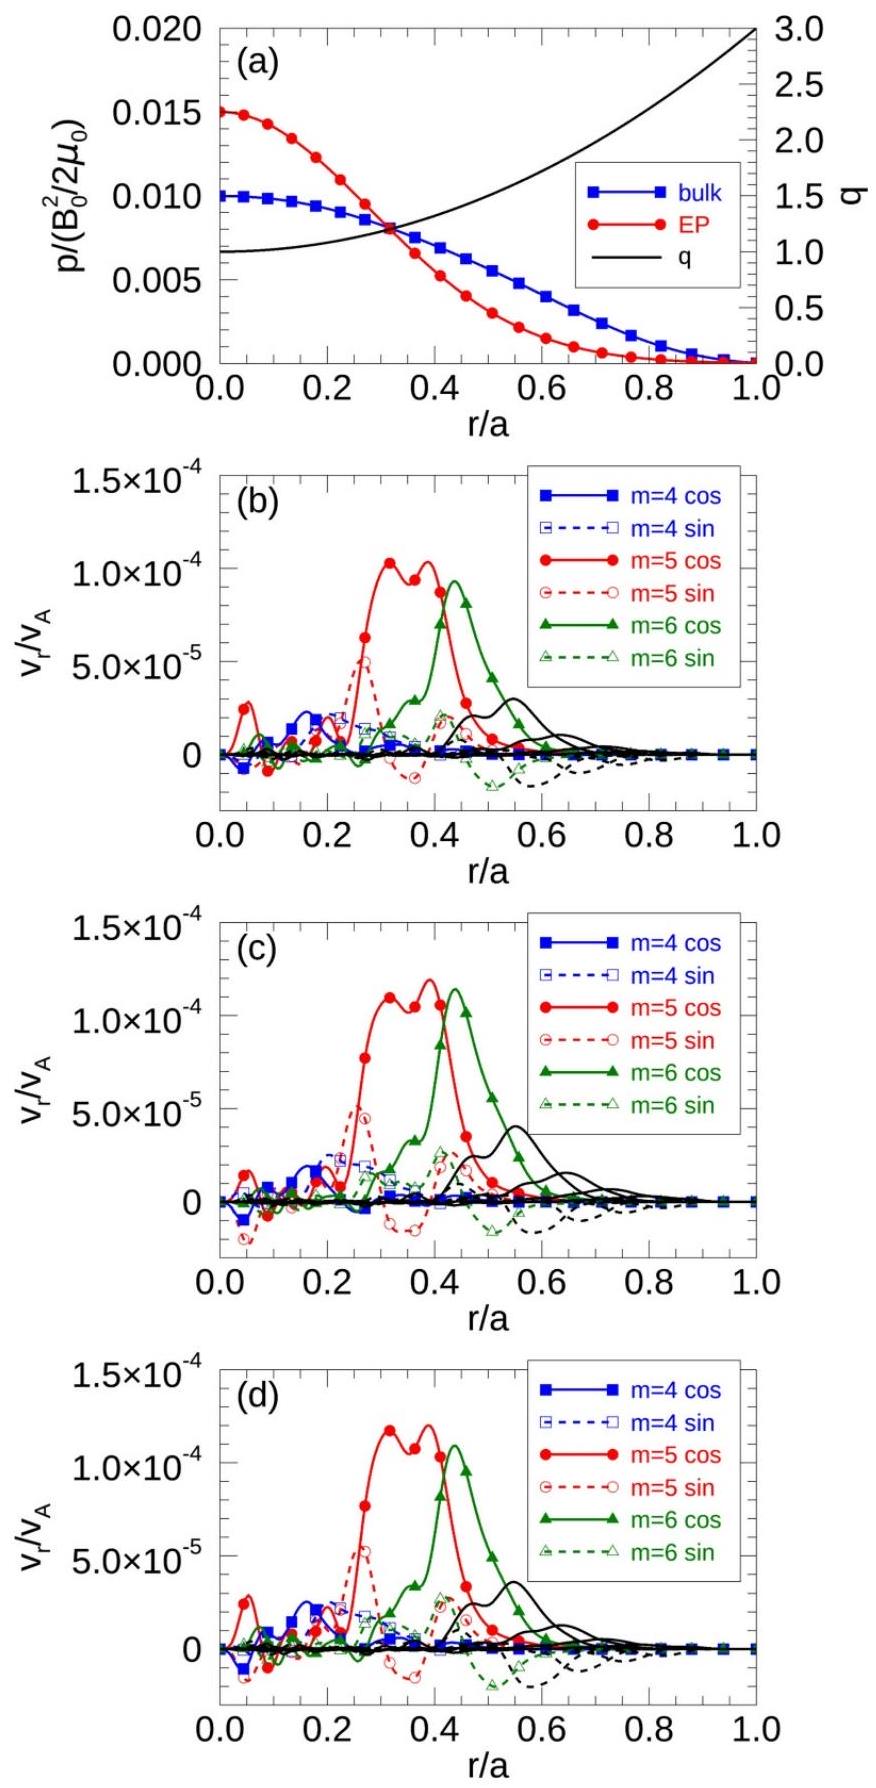 (a)
0.020
0.015
0.010
0.005
0.000
p/(B₀²/2μ₀)
3.0
2.5
2.0
1.5
1.0
0.5
0.0
q
bulk
EP
q
0.0 0.2 0.4 0.6 0.8 1.0
r/a
(b)
1.5×10⁻⁴
1.0×10⁻⁴
5.0×10⁻⁵
0
vᵣ/v_A
m=4 cos
m=4 sin
m=5 cos
m=5 sin
m=6 cos
m=6 sin
0.0 0.2 0.4 0.6 0.8 1.0
r/a
(c)
1.5×10⁻⁴
1.0×10⁻⁴
5.0×10⁻⁵
0
vᵣ/v_A
m=4 cos
m=4 sin
m=5 cos
m=5 sin
m=6 cos
m=6 sin
0.0 0.2 0.4 0.6 0.8 1.0
r/a
(d)
1.5×10⁻⁴
1.0×10⁻⁴
5.0×10⁻⁵
0
vᵣ/v_A
m=4 cos
m=4 sin
m=5 cos
m=5 sin
m=6 cos
m=6 sin
0.0 0.2 0.4 0.6 0.8 1.0
r/a